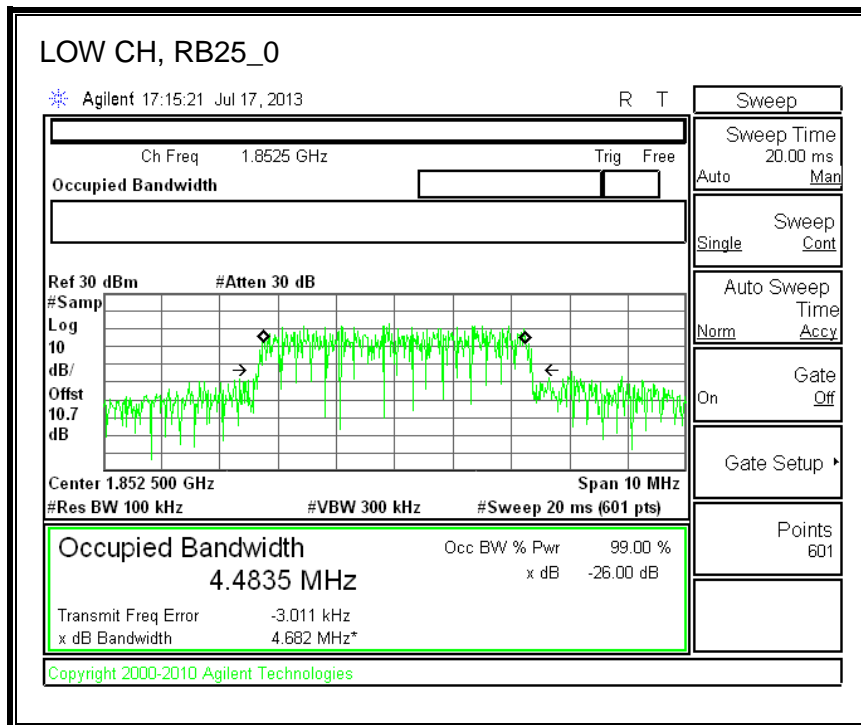 LOW CH, RB25_0
Agilent 17:15:21 Jul 17, 2013 R T
Ch Freq 1.8525 GHz Trig Free
Occupied Bandwidth
Ref 30 dBm #Atten 30 dB
#Samp
Log
10
dB/
Offst
10.7
dB
Center 1.852 500 GHz Span 10 MHz
#Res BW 100 kHz #VBW 300 kHz #Sweep 20 ms (601 pts)
Occupied Bandwidth Occ BW % Pwr 99.00 %
4.4835 MHz x dB -26.00 dB
Transmit Freq Error -3.011 kHz
x dB Bandwidth 4.682 MHz*
Copyright 2000-2010 Agilent Technologies
Sweep
Sweep Time
20.00 ms
Auto Man
Sweep
Single Cont
Auto Sweep
Time
Norm Accy
Gate
On Off
Gate Setup
Points
601